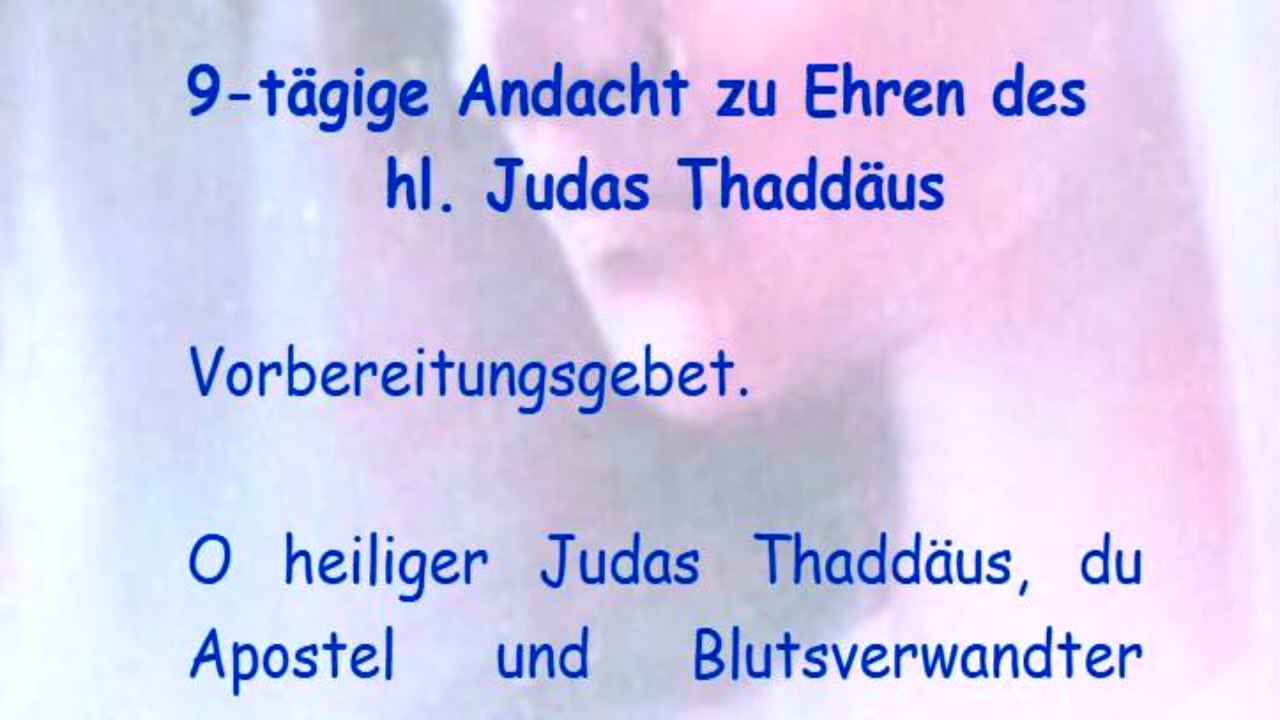 9-tägige Andacht zu Ehren des
hl. Judas Thaddäus
Vorbereitungsgebet.
O heiliger Judas Thaddäus, du
Apostel und Blutsverwandter